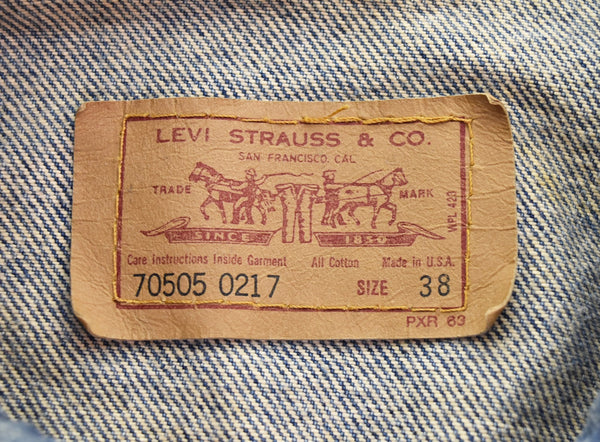 LEVI STRAUSS & CO.
SAN FRANCISCO, CAL
TRADE MARK
WPL 423
SINCE 1850
Care Instructions Inside Garment All Cotton Made in U.S.A.
70505 0217 SIZE 38
PXR 63